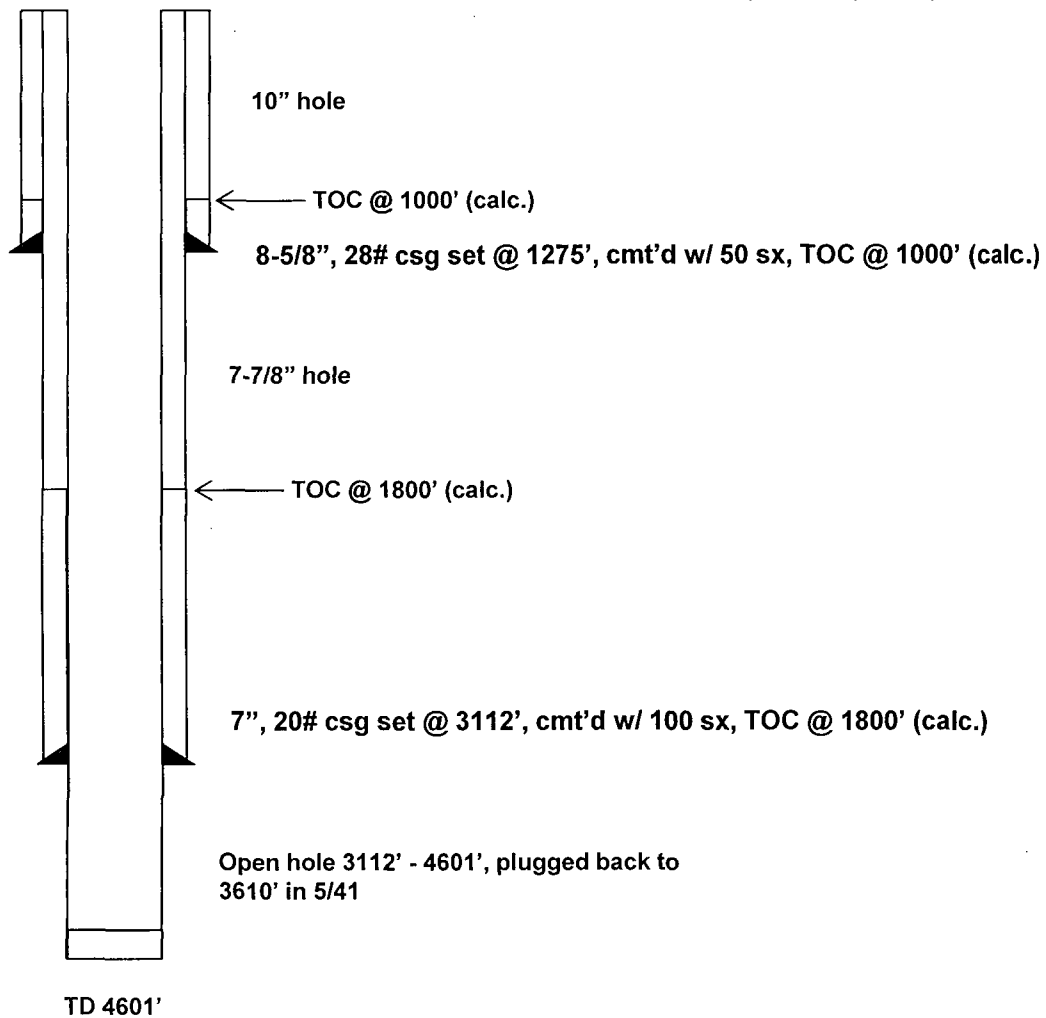 10” hole
TOC @ 1000’ (calc.)
8-5/8”, 28# csg set @ 1275’, cmt’d w/ 50 sx, TOC @ 1000’ (calc.)
7-7/8” hole
TOC @ 1800’ (calc.)
7”, 20# csg set @ 3112’, cmt’d w/ 100 sx, TOC @ 1800’ (calc.)
Open hole 3112’ - 4601’, plugged back to
3610’ in 5/41
TD 4601’